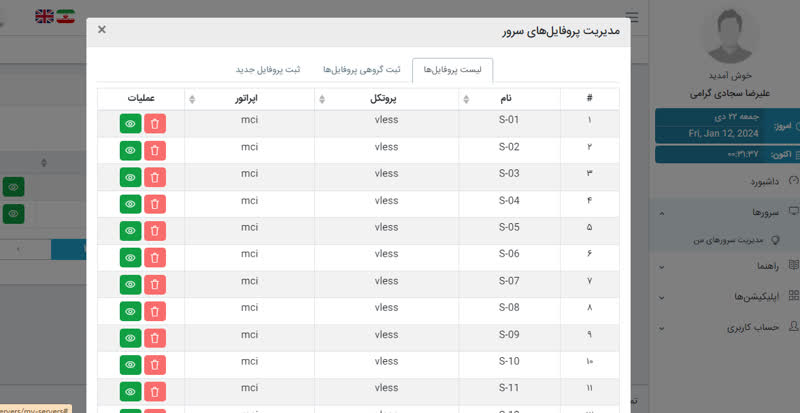 مدیریت پروفایل‌های سرور
×
لیست پروفایل‌ها
ثبت گروهی پروفایل‌ها
ثبت پروفایل جدید
# نام پروتکل اپراتور عملیات
۱ S-01 vless mci
۲ S-02 vless mci
۳ S-03 vless mci
۴ S-04 vless mci
۵ S-05 vless mci
۶ S-06 vless mci
۷ S-07 vless mci
۸ S-08 vless mci
۹ S-09 vless mci
۱۰ S-10 vless mci
۱۱ S-11 vless mci
خوش آمدید
علیرضا سجادی گرامی
امروز:
جمعه ۲۲ دی
Fri, Jan 12, 2024
اکنون:
۰۰:۳۱:۳۷
داشبورد
سرورها
مدیریت سرورهای من
راهنما
اپلیکیشن‌ها
حساب کاربری
ervers/my-servers#